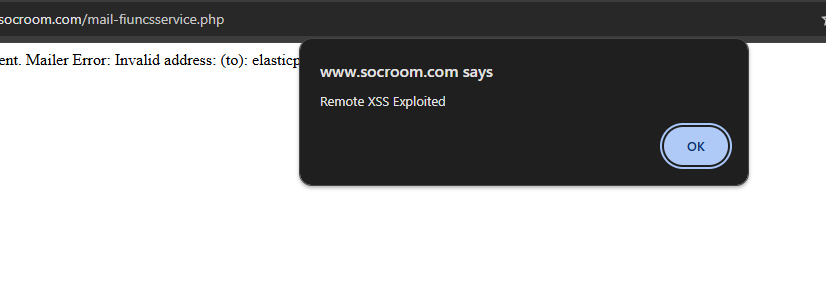 socroom.com/mail-fiuncsservice.php
ent. Mailer Error: Invalid address: (to): elasticp
www.socroom.com says
Remote XSS Exploited
OK